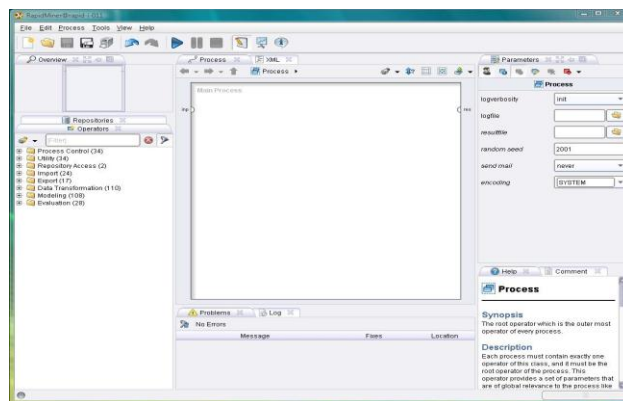 File Edit Process Tools View Help
Overview
Repositories
Operators
[Filter]
Process Control (34)
Utility (34)
Repository Access (2)
Import (24)
Export (17)
Data Transformation (110)
Modeling (108)
Evaluation (28)
Process
XML
Process
Main Process
inp
res
Problems
Log
No Errors
Message Fixes Location
Parameters
Process
logverbosity init
logfile
resultfile
random seed 2001
send mail never
encoding SYSTEM
Help
Comment
Process
Synopsis
The root operator which is the outer most
operator of every process.
Description
Each process must contain exactly one
operator of this class, and it must be the
root operator of the process. This
operator provides a set of parameters that
are of global relevance to the process like